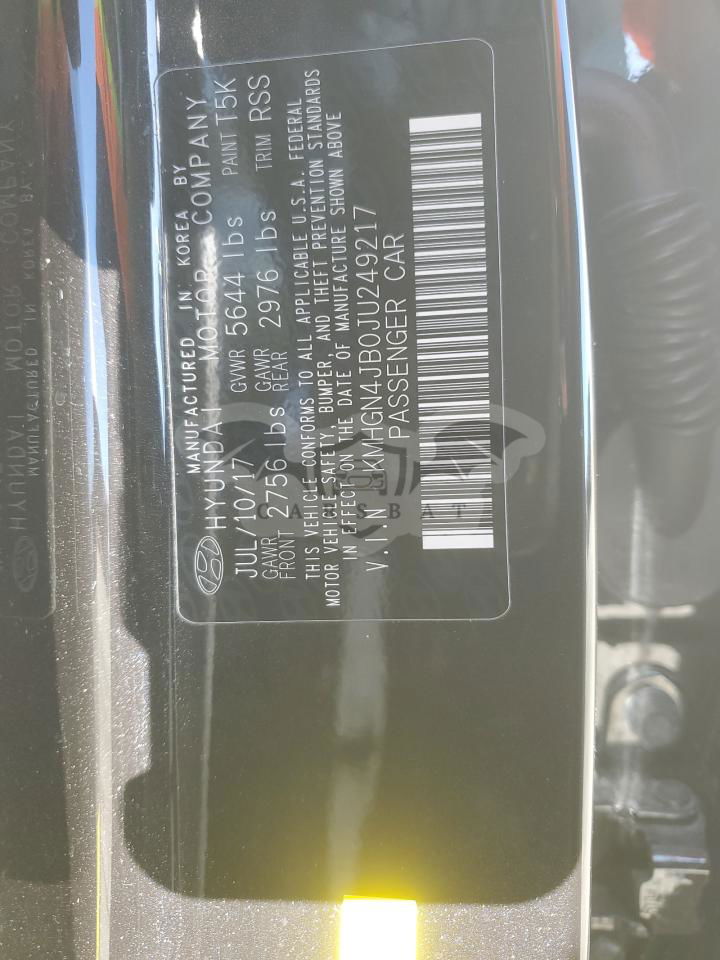 MANUFACTURED IN KOREA BY
HYUNDAI MOTOR COMPANY
JUL/10/17 GVWR 5644 lbs PAINT T5K
GAWR FRONT 2756 lbs GAWR REAR 2976 lbs TRIM RSS
THIS VEHICLE CONFORMS TO ALL APPLICABLE U.S.A. FEDERAL
MOTOR VEHICLE SAFETY, BUMPER, AND THEFT PREVENTION STANDARDS
IN EFFECT ON THE DATE OF MANUFACTURE SHOWN ABOVE
V.I.N KMHGN4JB0JU249217
PASSENGER CAR